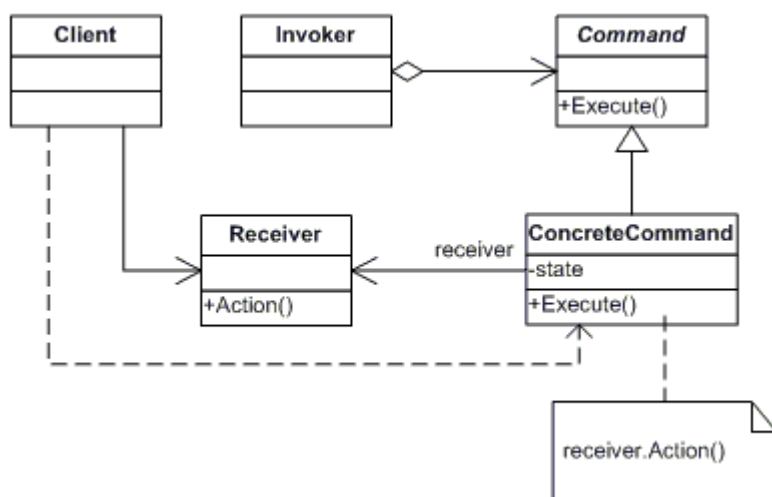 Client
Invoker
Command
+Execute()
Receiver
+Action()
receiver
ConcreteCommand
-state
+Execute()
receiver.Action()